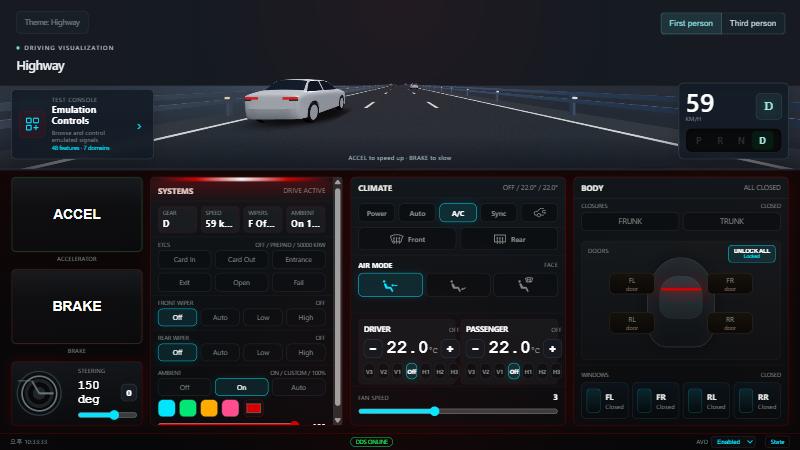 Theme: Highway
First person
Third person
DRIVING VISUALIZATION
Highway
TEST CONSOLE
Emulation
Controls
Browse and control
emulated signals
48 features · 7 domains
59
KM/H
D
P R N D
ACCEL to speed up · BRAKE to slow
ACCEL
ACCELERATOR
BRAKE
BRAKE
STEERING
150
deg
0
SYSTEMS
DRIVE ACTIVE
GEAR
D
SPEED
59 k...
WIPERS
F Of...
AMBIENT
On 1...
ETCS
OFF / PREPAID / 50000 KRW
Card In
Card Out
Entrance
Exit
Open
Fail
FRONT WIPER
OFF
Off
Auto
Low
High
REAR WIPER
OFF
Off
Auto
Low
High
AMBIENT
ON / CUSTOM / 100%
Off
On
Auto
CLIMATE
OFF / 22.0° / 22.0°
Power
Auto
A/C
Sync
Front
Rear
AIR MODE
FACE
DRIVER
OFF
− 22.0°C +
V3 V2 V1 Off H1 H2 H3
PASSENGER
OFF
− 22.0°C +
V3 V2 V1 Off H1 H2 H3
FAN SPEED
3
BODY
ALL CLOSED
CLOSURES
CLOSED
FRUNK
TRUNK
DOORS
UNLOCK ALL
Locked
FL
door
FR
door
RL
door
RR
door
WINDOWS
CLOSED
FL
Closed
FR
Closed
RL
Closed
RR
Closed
오후 10:33:33
DDS ONLINE
AVD
Enabled
State